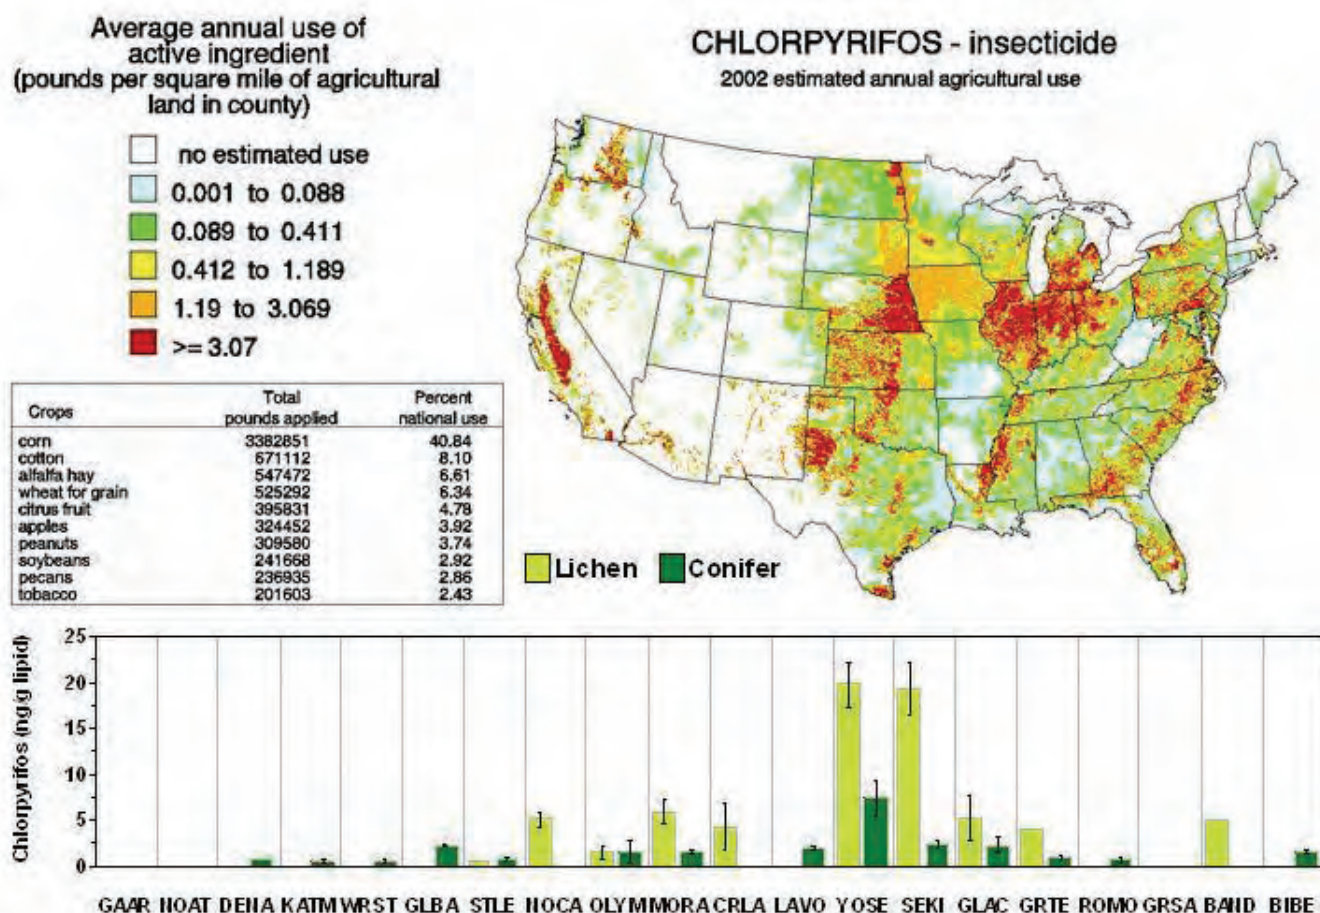 Average annual use of
active ingredient
(pounds per square mile of agricultural
land in county)
no estimated use
0.001 to 0.088
0.089 to 0.411
0.412 to 1.189
1.19 to 3.069
>= 3.07
CHLORPYRIFOS - insecticide
2002 estimated annual agricultural use
Crops Total pounds applied Percent national use
corn 3382851 40.84
cotton 671112 8.10
alfalfa hay 547472 6.61
wheat for grain 525292 6.34
citrus fruit 395831 4.78
apples 324452 3.92
peanuts 309580 3.74
soybeans 241668 2.92
pecans 236935 2.86
tobacco 201603 2.43
Lichen Conifer
Chlorpyrifos (ng/g lipid)
25
20
15
10
5
0
GAAR NOAT DENA KATM WRST GLBA STLE NOCA OLYM MORA CRLA LAVO YOSE SEKI GLAC GRTE ROMO GRSA BAND BIBE